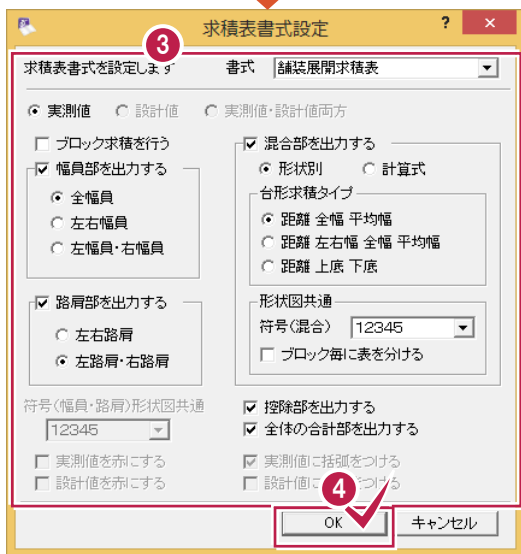 求積表書式設定
? ×
3
求積表書式を設定します 書式 舗装展開求積表
実測値 設計値 実測値・設計値両方
ブロック求積を行う
幅員部を出力する
全幅員
左右幅員
左幅員・右幅員
路肩部を出力する
左右路肩
左路肩・右路肩
符号(幅員・路肩)形状図共通
12345
実測値を赤にする
設計値を赤にする
混合部を出力する
形状別 計算式
台形求積タイプ
距離 全幅 平均幅
距離 左右幅 全幅 平均幅
距離 上底 下底
形状図共通
符号(混合) 12345
ブロック毎に表を分ける
控除部を出力する
全体の合計部を出力する
実測値に括弧をつける
設計値に つける
4
OK キャンセル